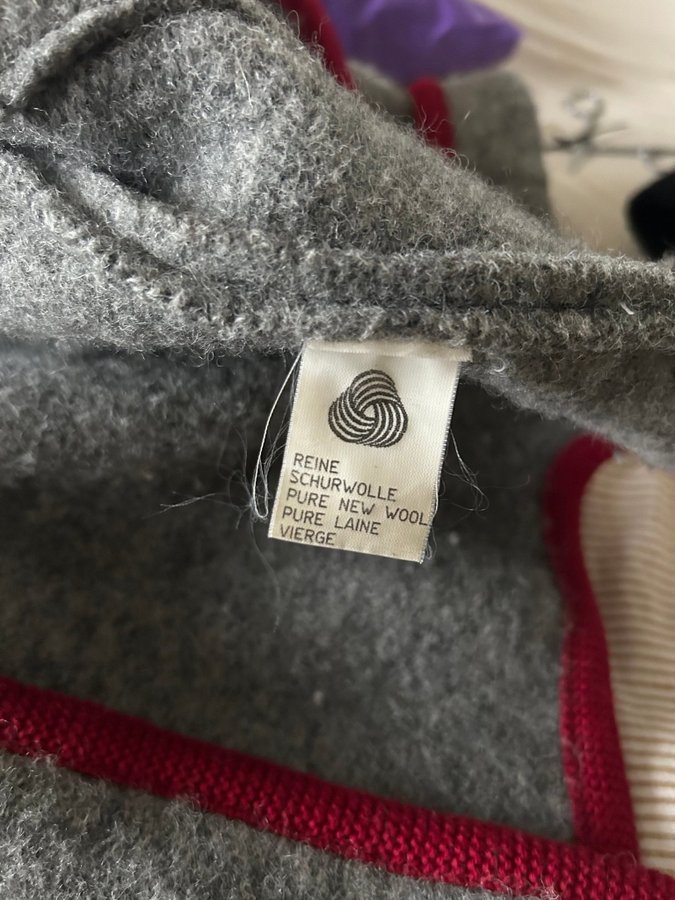 REINE
SCHURWOLLE
PURE NEW WOOL
PURE LAINE
VIERGE